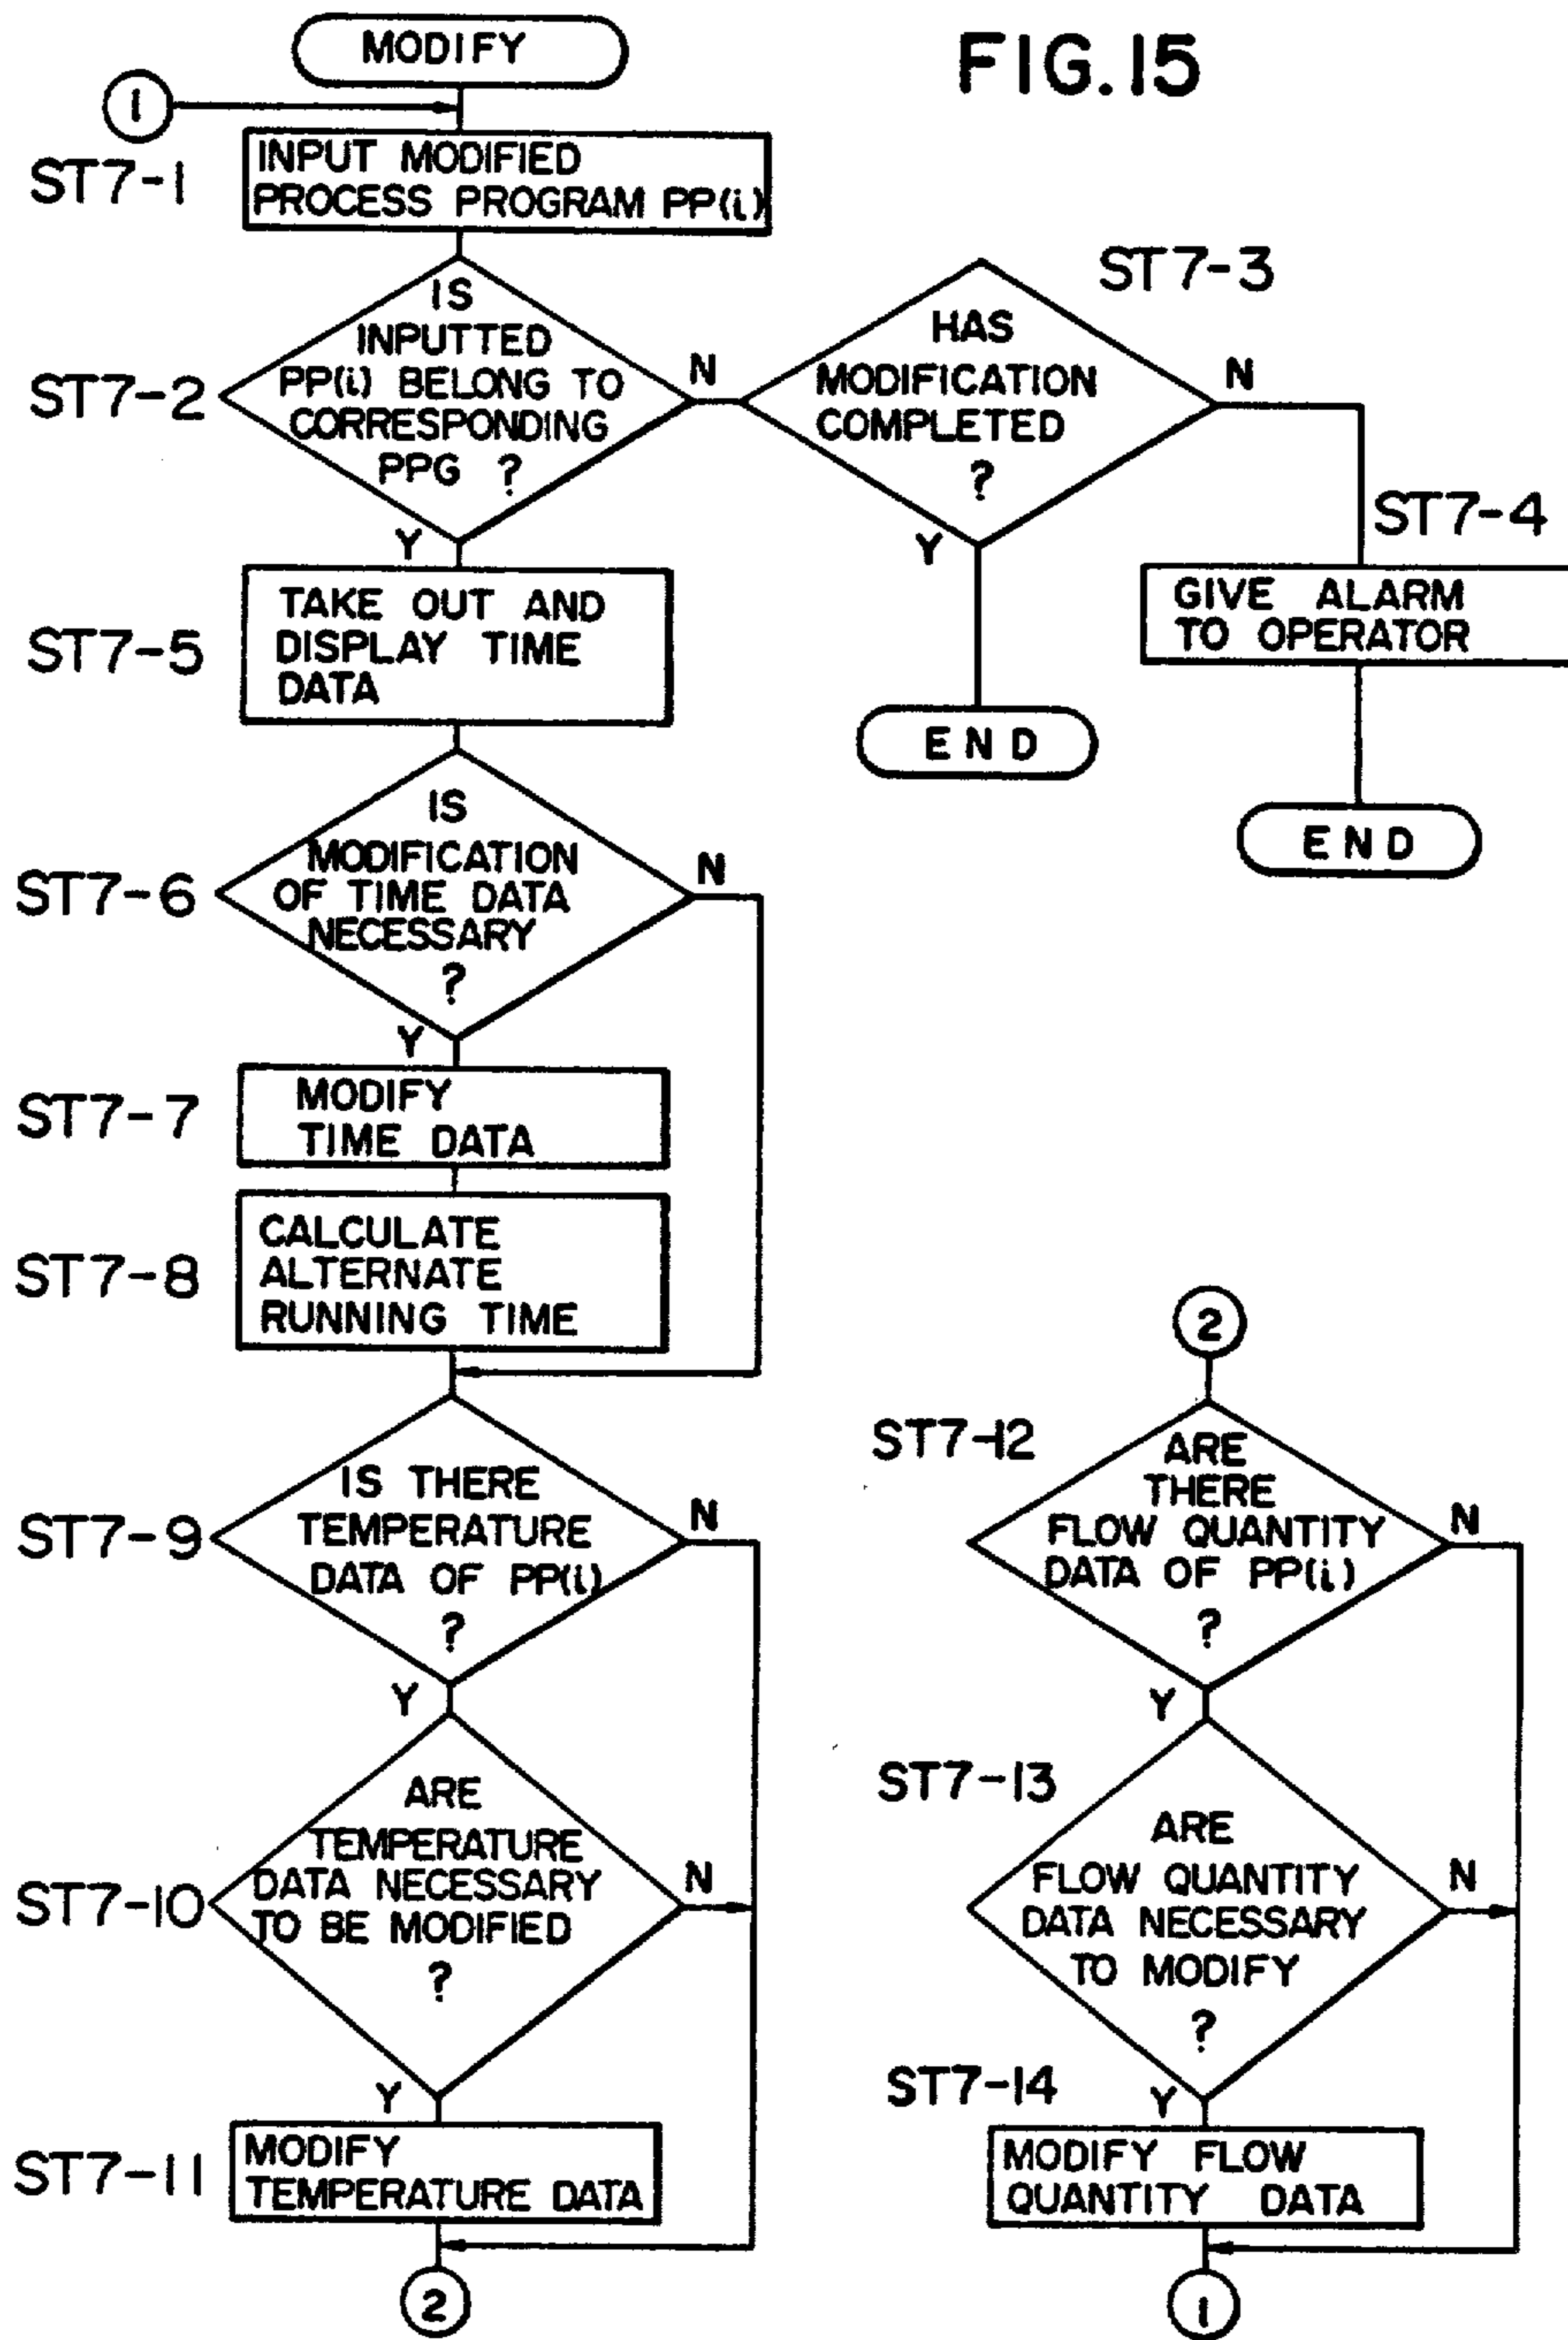 FIG.15
MODIFY
1
ST7-1
INPUT MODIFIED
PROCESS PROGRAM PP(i)
ST7-2
IS
INPUTTED
PP(i) BELONG TO
CORRESPONDING
PPG ?
N
Y
ST7-3
HAS
MODIFICATION
COMPLETED
?
N
Y
END
ST7-4
GIVE ALARM
TO OPERATOR
END
ST7-5
TAKE OUT AND
DISPLAY TIME
DATA
ST7-6
IS
MODIFICATION
OF TIME DATA
NECESSARY
?
N
Y
ST7-7
MODIFY
TIME DATA
ST7-8
CALCULATE
ALTERNATE
RUNNING TIME
ST7-9
IS THERE
TEMPERATURE
DATA OF PP(i)
?
N
Y
ST7-10
ARE
TEMPERATURE
DATA NECESSARY
TO BE MODIFIED
?
N
Y
ST7-11
MODIFY
TEMPERATURE DATA
2
2
ST7-12
ARE
THERE
FLOW QUANTITY
DATA OF PP(i)
?
N
Y
ST7-13
ARE
FLOW QUANTITY
DATA NECESSARY
TO MODIFY
?
N
Y
ST7-14
MODIFY FLOW
QUANTITY DATA
1